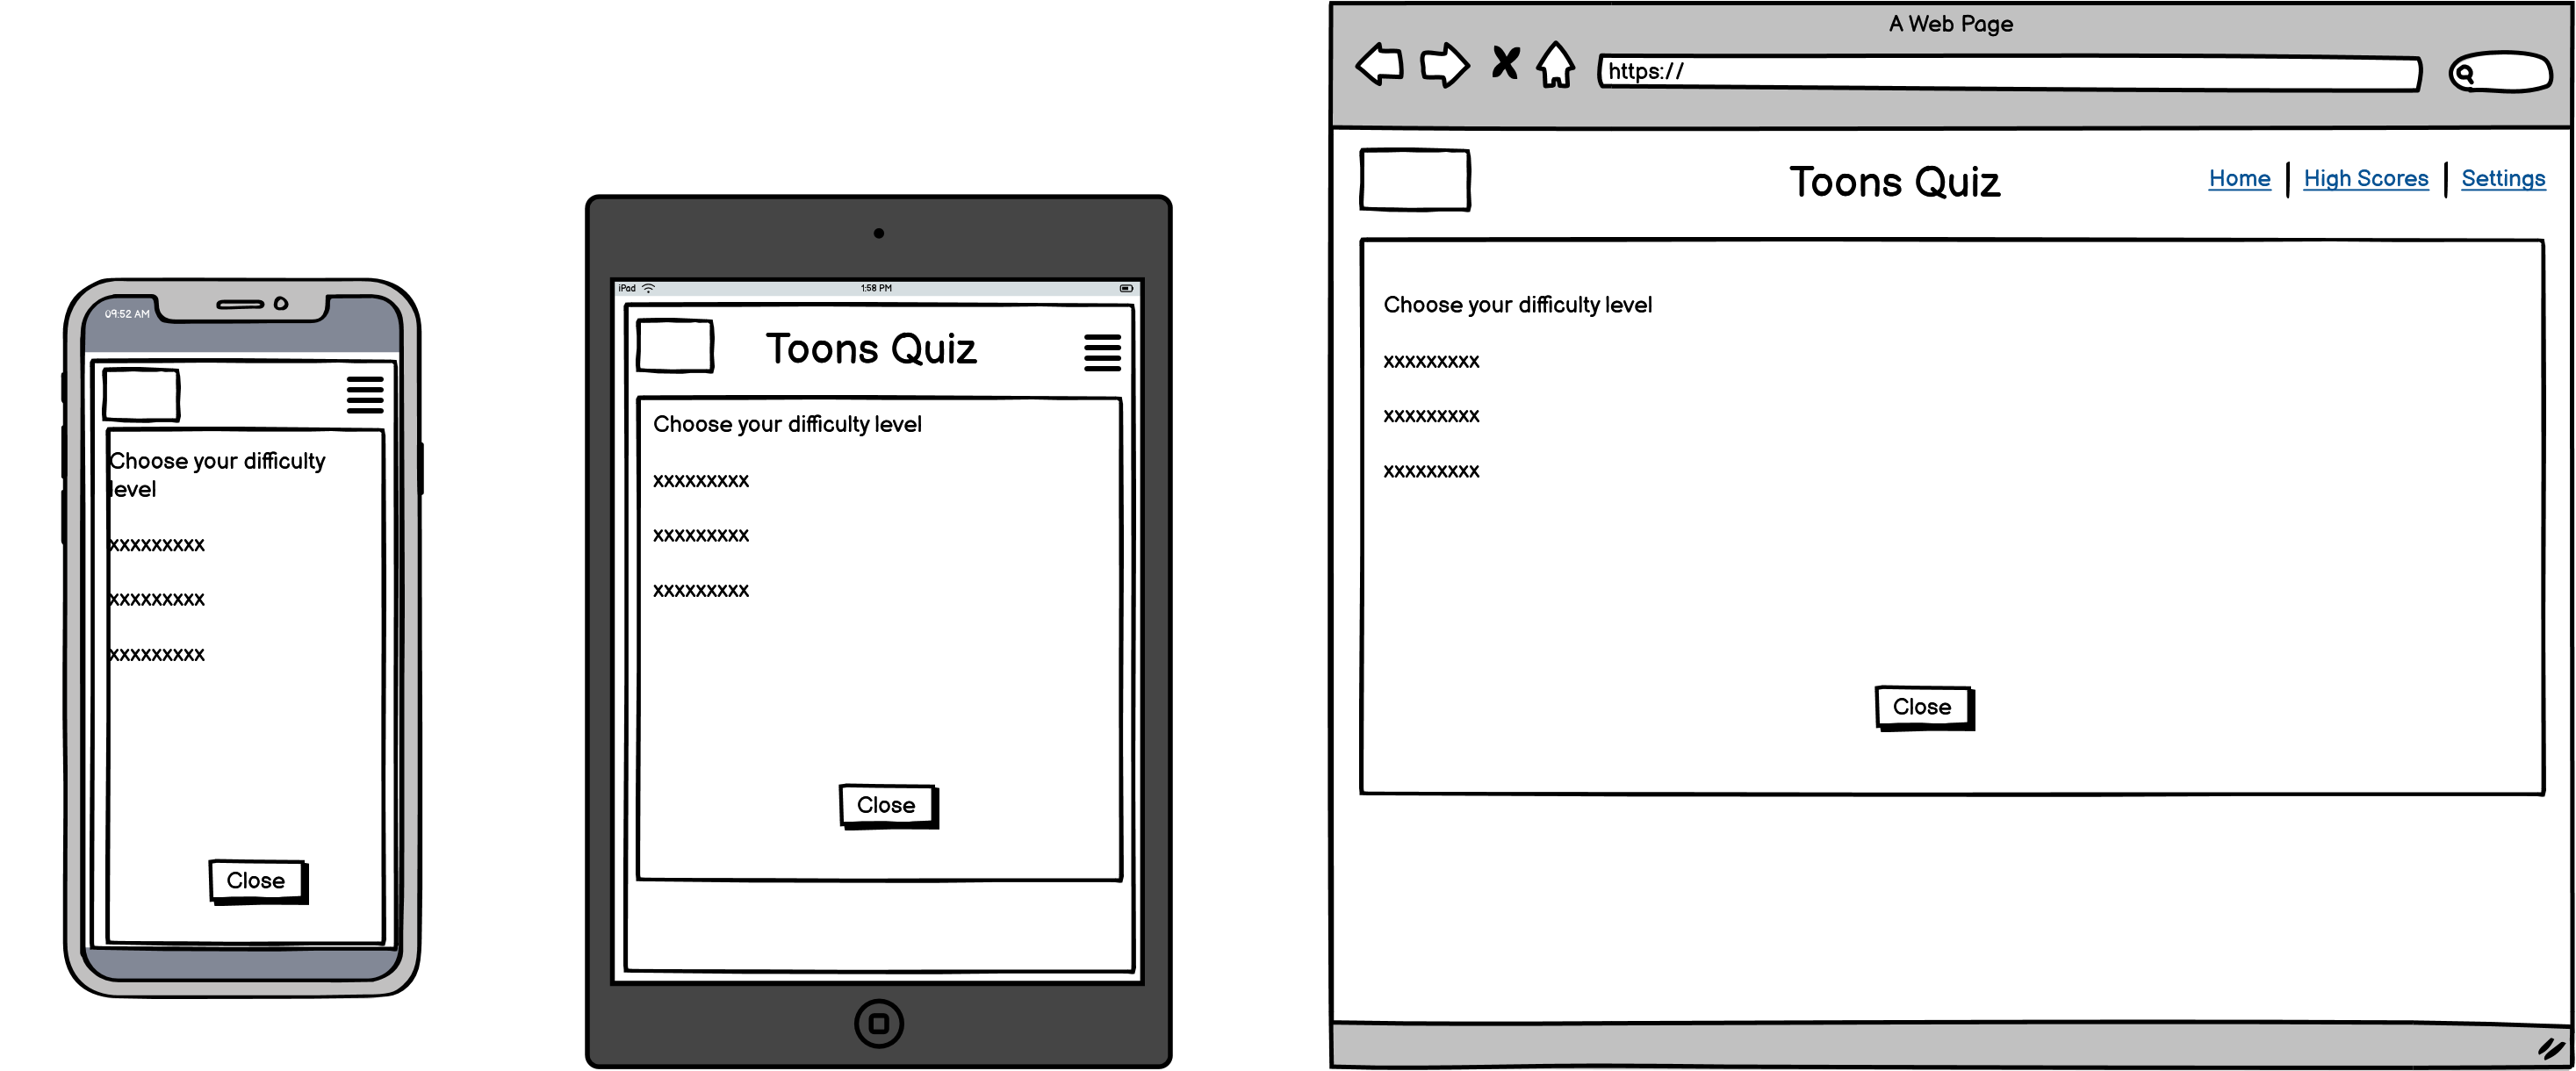 09:52 AM
Choose your difficulty
level
xxxxxxxxx
xxxxxxxxx
xxxxxxxxx
Close
iPad
1:58 PM
Toons Quiz
Choose your difficulty level
xxxxxxxxx
xxxxxxxxx
xxxxxxxxx
Close
A Web Page
https://
Toons Quiz
Home | High Scores | Settings
Choose your difficulty level
xxxxxxxxx
xxxxxxxxx
xxxxxxxxx
Close